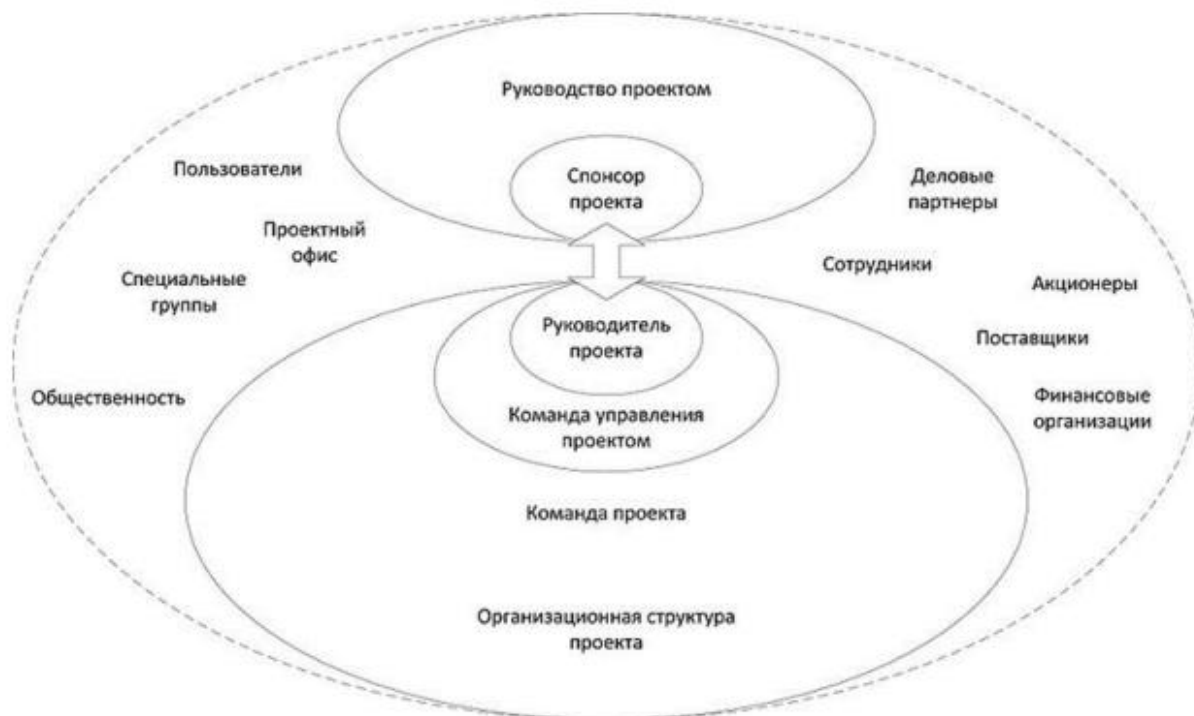 Руководство проектом
Пользователи
Спонсор
проекта
Деловые
партнеры
Проектный
офис
Сотрудники
Специальные
группы
Акционеры
Руководитель
проекта
Поставщики
Общественность
Команда управления
проектом
Финансовые
организации
Команда проекта
Организационная структура
проекта